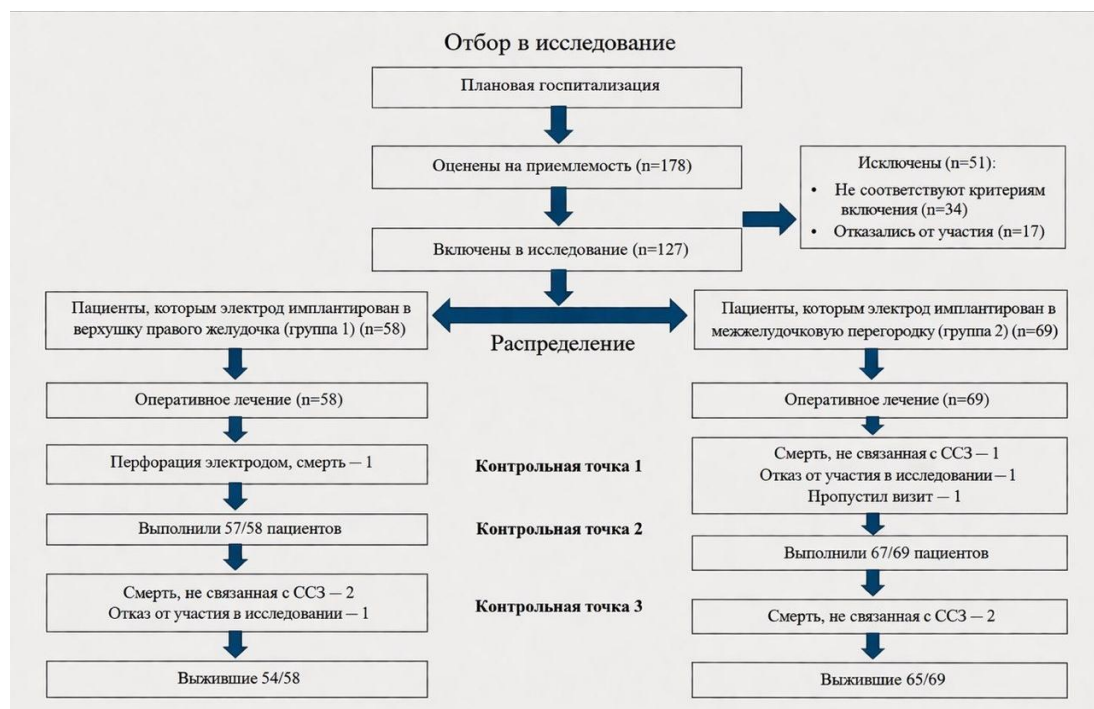 Отбор в исследование
Плановая госпитализация
Оценены на приемлемость (n=178)
Исключены (n=51):
• Не соответствуют критериям
включения (n=34)
• Отказались от участия (n=17)
Включены в исследование (n=127)
Пациенты, которым электрод имплантирован в
верхушку правого желудочка (группа 1) (n=58)
Распределение
Пациенты, которым электрод имплантирован в
межжелудочковую перегородку (группа 2) (n=69)
Оперативное лечение (n=58)
Оперативное лечение (n=69)
Перфорация электродом, смерть — 1
Контрольная точка 1
Смерть, не связанная с ССЗ — 1
Отказ от участия в исследовании—1
Пропустил визит — 1
Выполнили 57/58 пациентов
Контрольная точка 2
Выполнили 67/69 пациентов
Смерть, не связанная с ССЗ — 2
Отказ от участия в исследовании — 1
Контрольная точка 3
Смерть, не связанная с ССЗ — 2
Выжившие 54/58
Выжившие 65/69